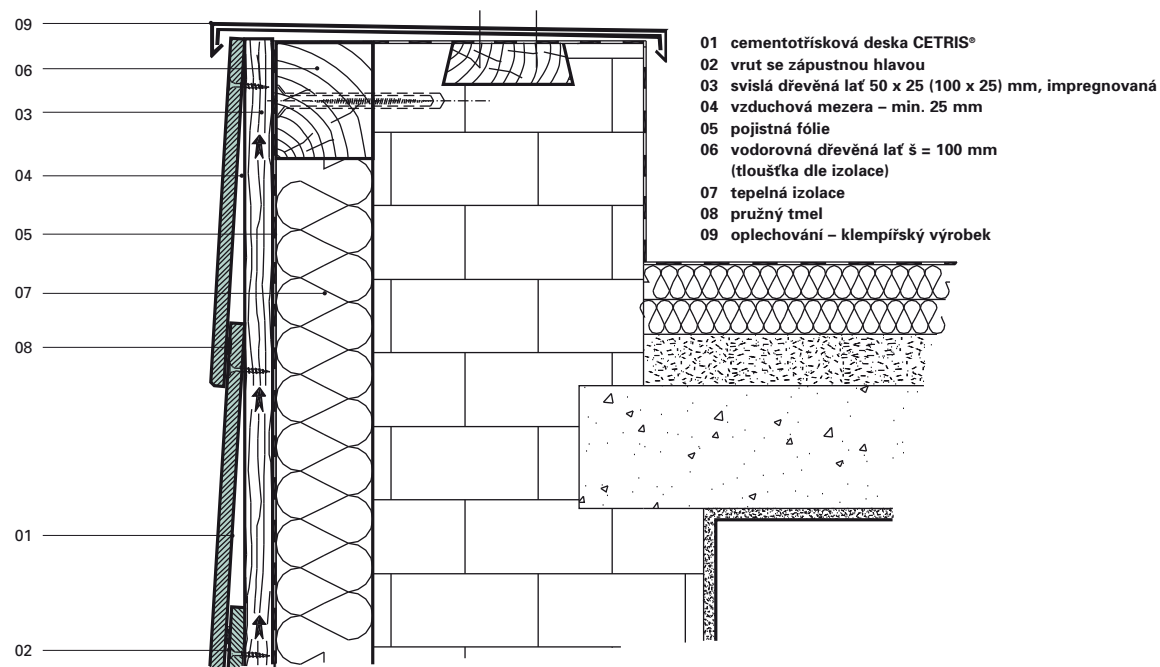 09
06
03
04
05
07
08
01
02
01 cementotřísková deska CETRIS®
02 vrut se zápustnou hlavou
03 svislá dřevěná lať 50 x 25 (100 x 25) mm, impregnovaná
04 vzduchová mezera – min. 25 mm
05 pojistná fólie
06 vodorovná dřevěná lať š = 100 mm
(tloušťka dle izolace)
07 tepelná izolace
08 pružný tmel
09 oplechování – klempířský výrobek